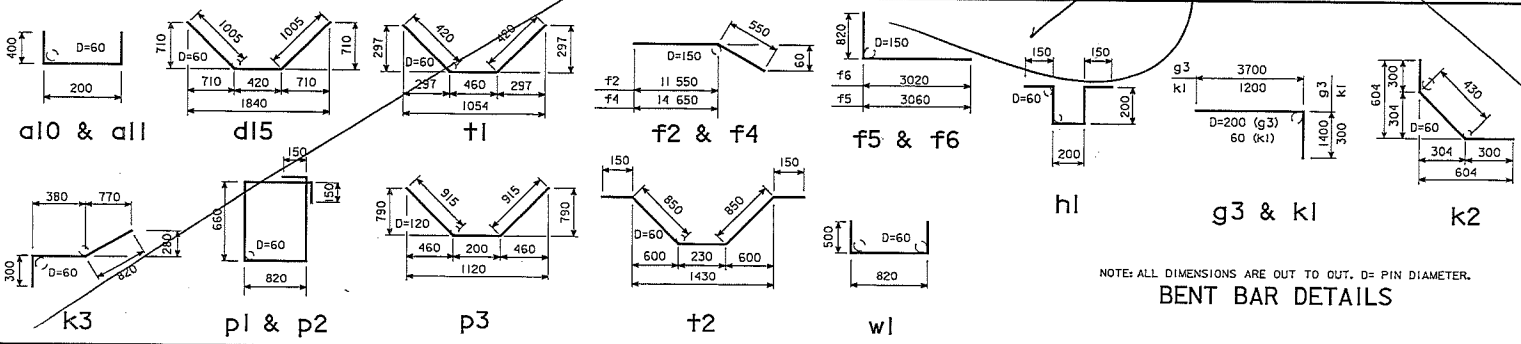 400
D=60
200
a10 & a11
710
1005
1005
710
D=60
710
420
710
1840
d15
297
420
420
297
D=60
297
460
297
1054
t1
550
D=150
60
f2
11 550
f4
14 650
f2 & f4
820
D=150
f6
3020
f5
3060
f5 & f6
150
150
D=60
200
200
h1
g3
3700
k1
1200
g3
k1
D=200 (g3)
60 (k1)
1400
300
g3 & k1
604
300
304
430
D=60
304
300
604
k2
380
770
300
D=60
820
280
k3
150
150
660
D=60
820
p1 & p2
790
915
915
790
D=120
460
200
460
1120
p3
150
150
850
850
D=60
600
230
600
1430
t2
500
D=60
820
w1
NOTE: ALL DIMENSIONS ARE OUT TO OUT. D= PIN DIAMETER.
BENT BAR DETAILS